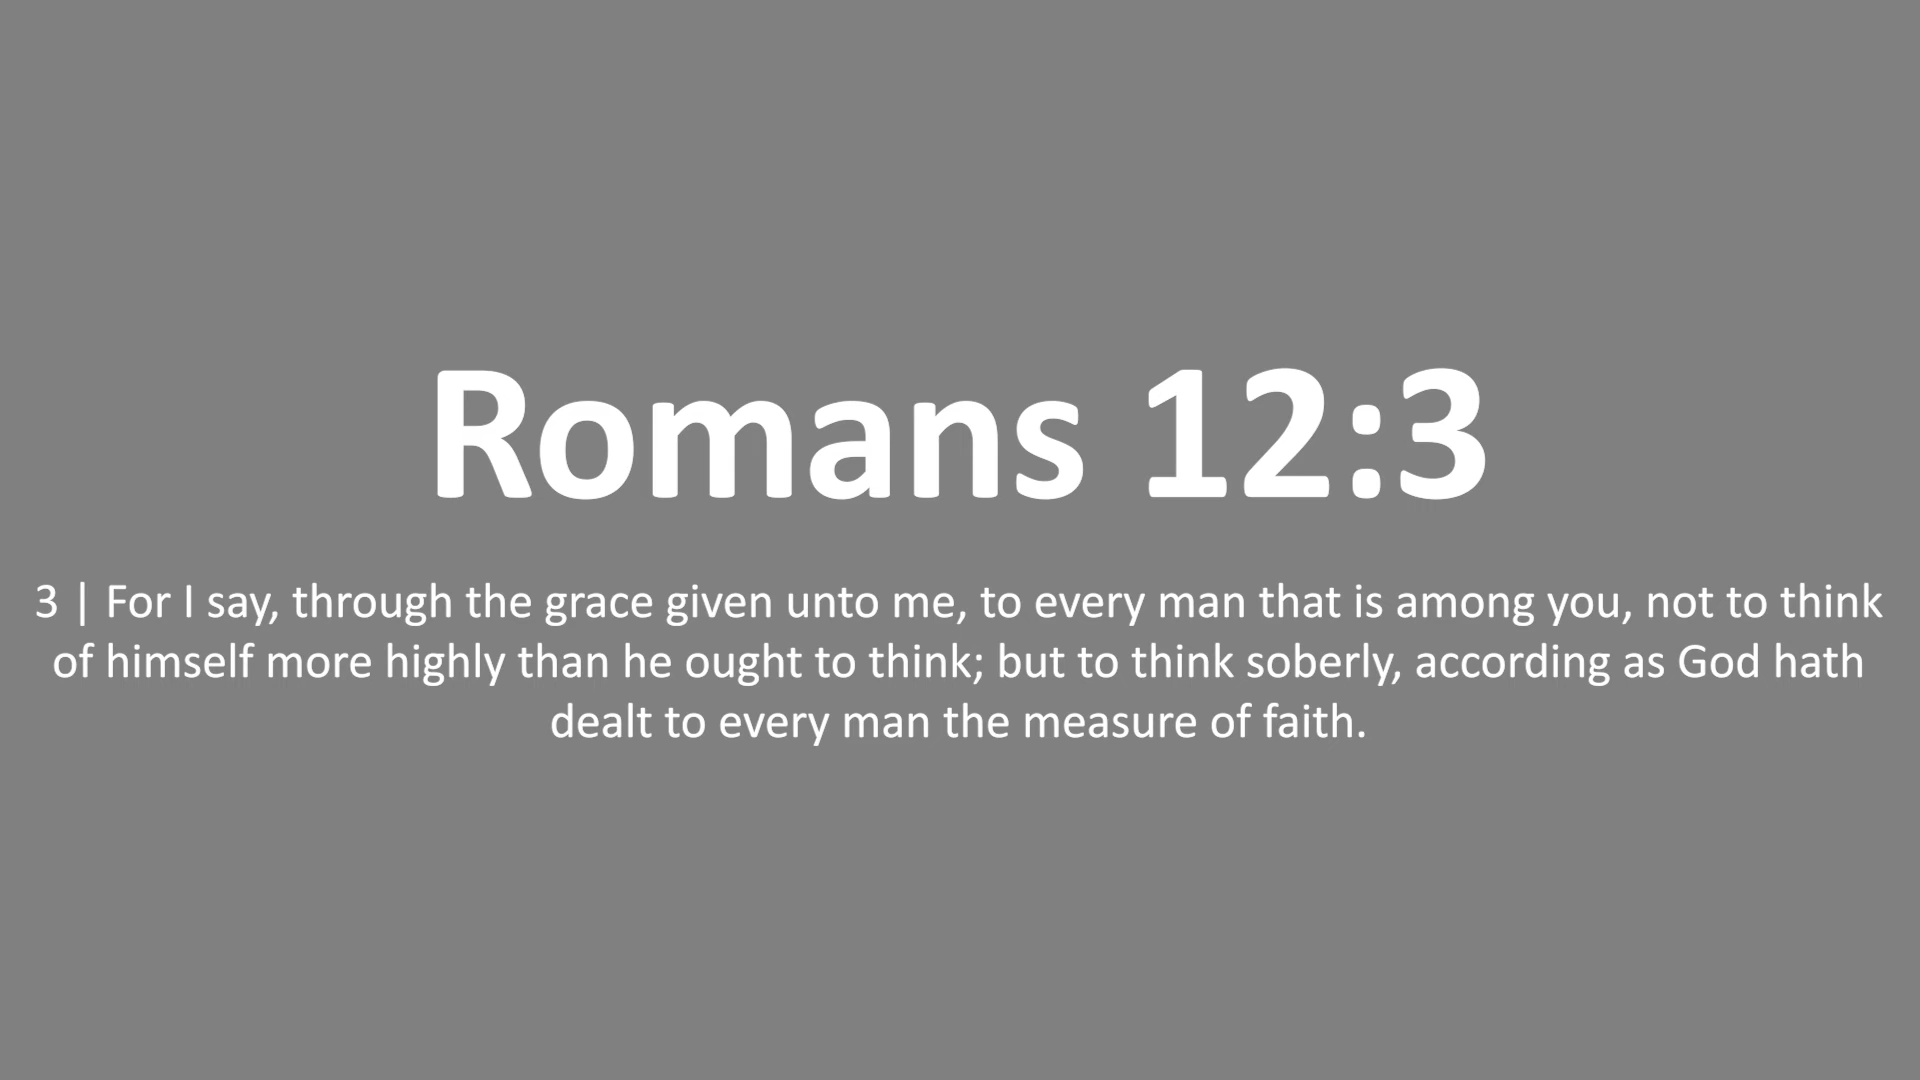 Romans 12:3
3 | For I say, through the grace given unto me, to every man that is among you, not to think
of himself more highly than he ought to think; but to think soberly, according as God hath
dealt to every man the measure of faith.